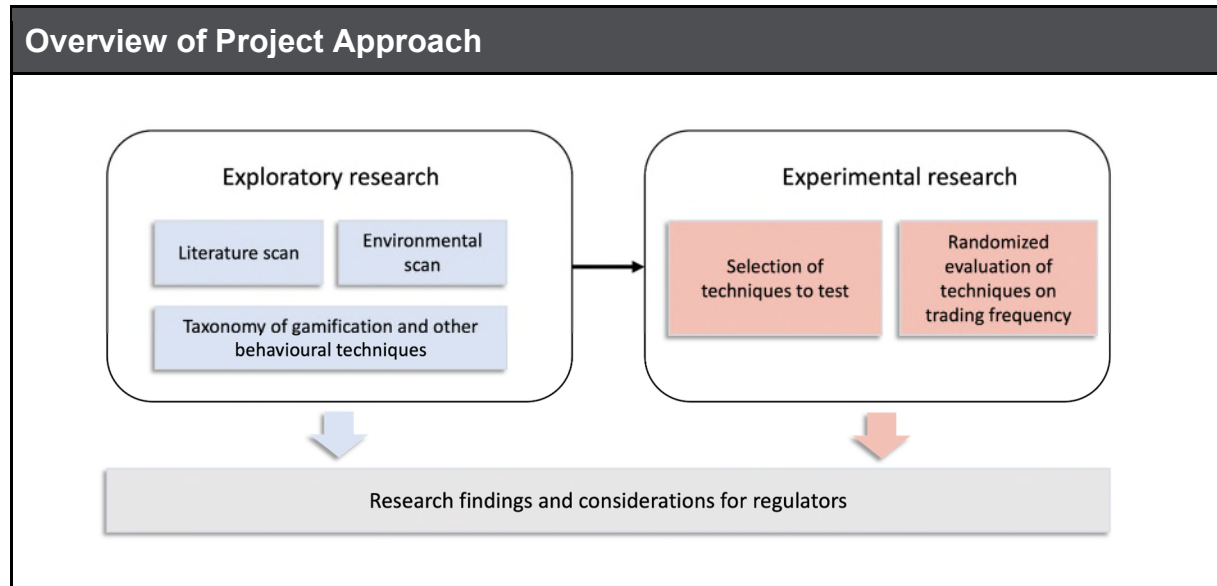 Overview of Project Approach
Exploratory research
Literature scan
Environmental
scan
Taxonomy of gamification and other
behavioural techniques
Experimental research
Selection of
techniques to test
Randomized
evaluation of
techniques on
trading frequency
Research findings and considerations for regulators